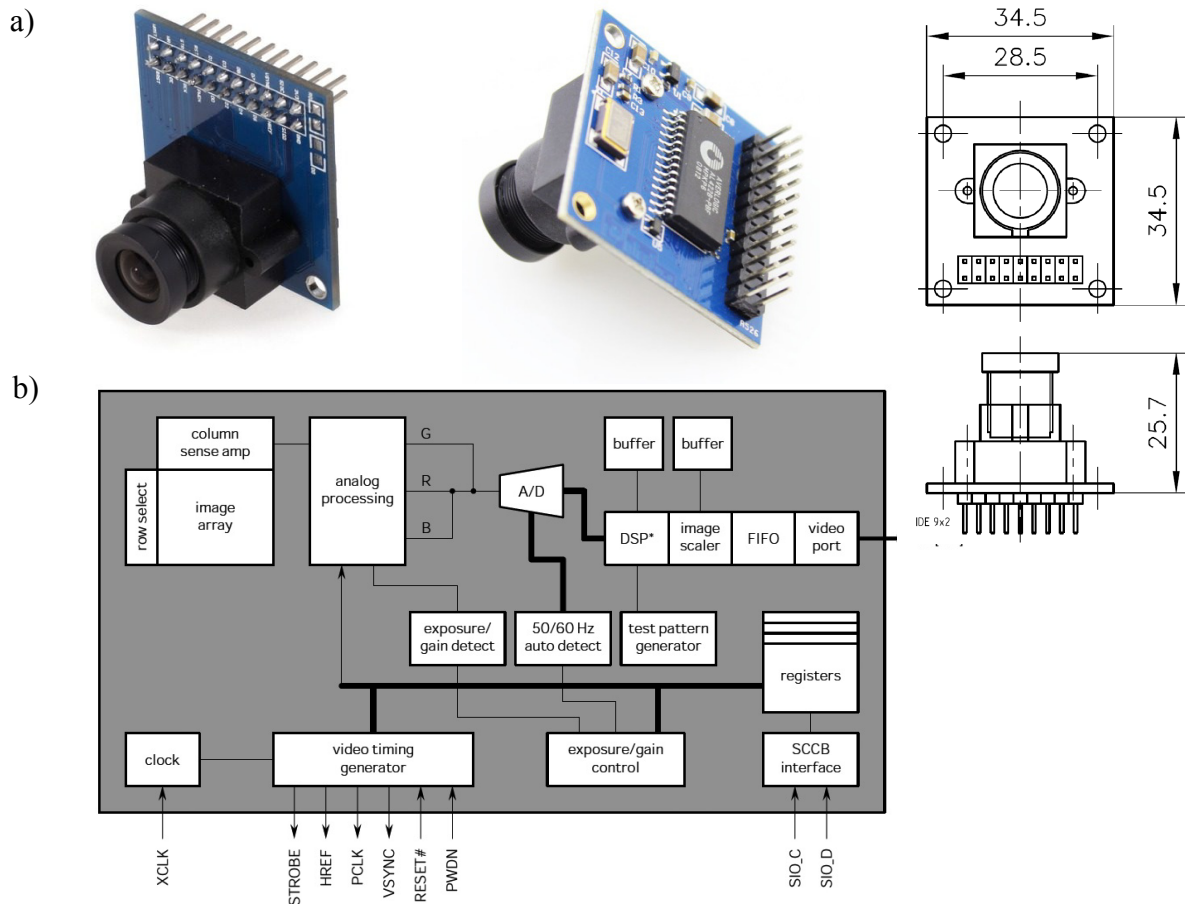 a)
34.5
28.5
34.5
25.7
C12
C13
AVERLOGIC
b)
column
sense amp
row select
image
array
analog
processing
G
R
B
A/D
buffer
buffer
DSP*
image
scaler
FIFO
video
port
IDE 9x2
exposure/
gain detect
50/60 Hz
auto detect
test pattern
generator
registers
clock
video timing
generator
exposure/gain
control
SCCB
interface
XCLK
STROBE
HREF
PCLK
VSYNC
RESET#
PWDN
SIO_C
SIO_D